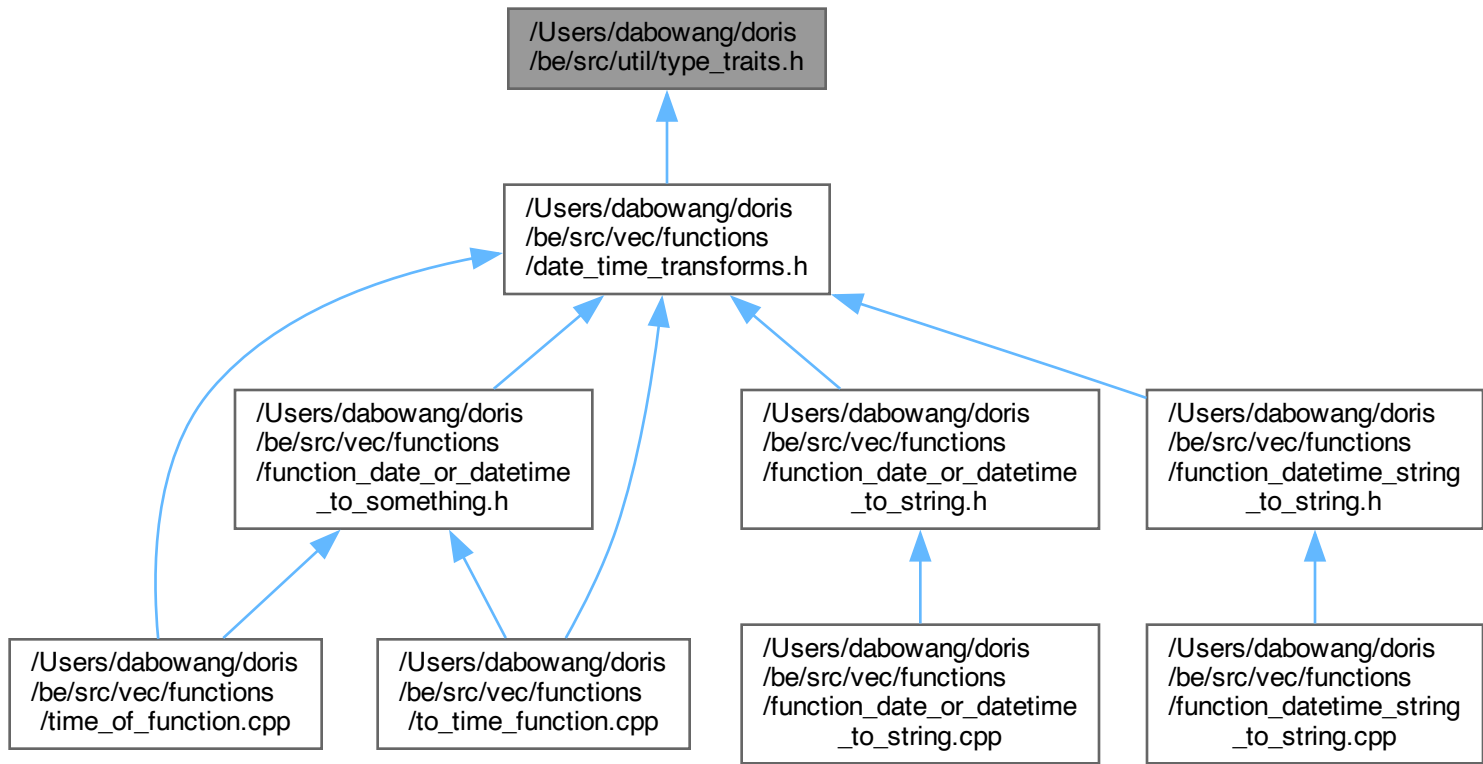 /Users/dabowang/doris
/be/src/util/type_traits.h
/Users/dabowang/doris
/be/src/vec/functions
/date_time_transforms.h
/Users/dabowang/doris
/be/src/vec/functions
/function_date_or_datetime
_to_something.h
/Users/dabowang/doris
/be/src/vec/functions
/function_date_or_datetime
_to_string.h
/Users/dabowang/doris
/be/src/vec/functions
/function_datetime_string
_to_string.h
/Users/dabowang/doris
/be/src/vec/functions
/time_of_function.cpp
/Users/dabowang/doris
/be/src/vec/functions
/to_time_function.cpp
/Users/dabowang/doris
/be/src/vec/functions
/function_date_or_datetime
_to_string.cpp
/Users/dabowang/doris
/be/src/vec/functions
/function_datetime_string
_to_string.cpp